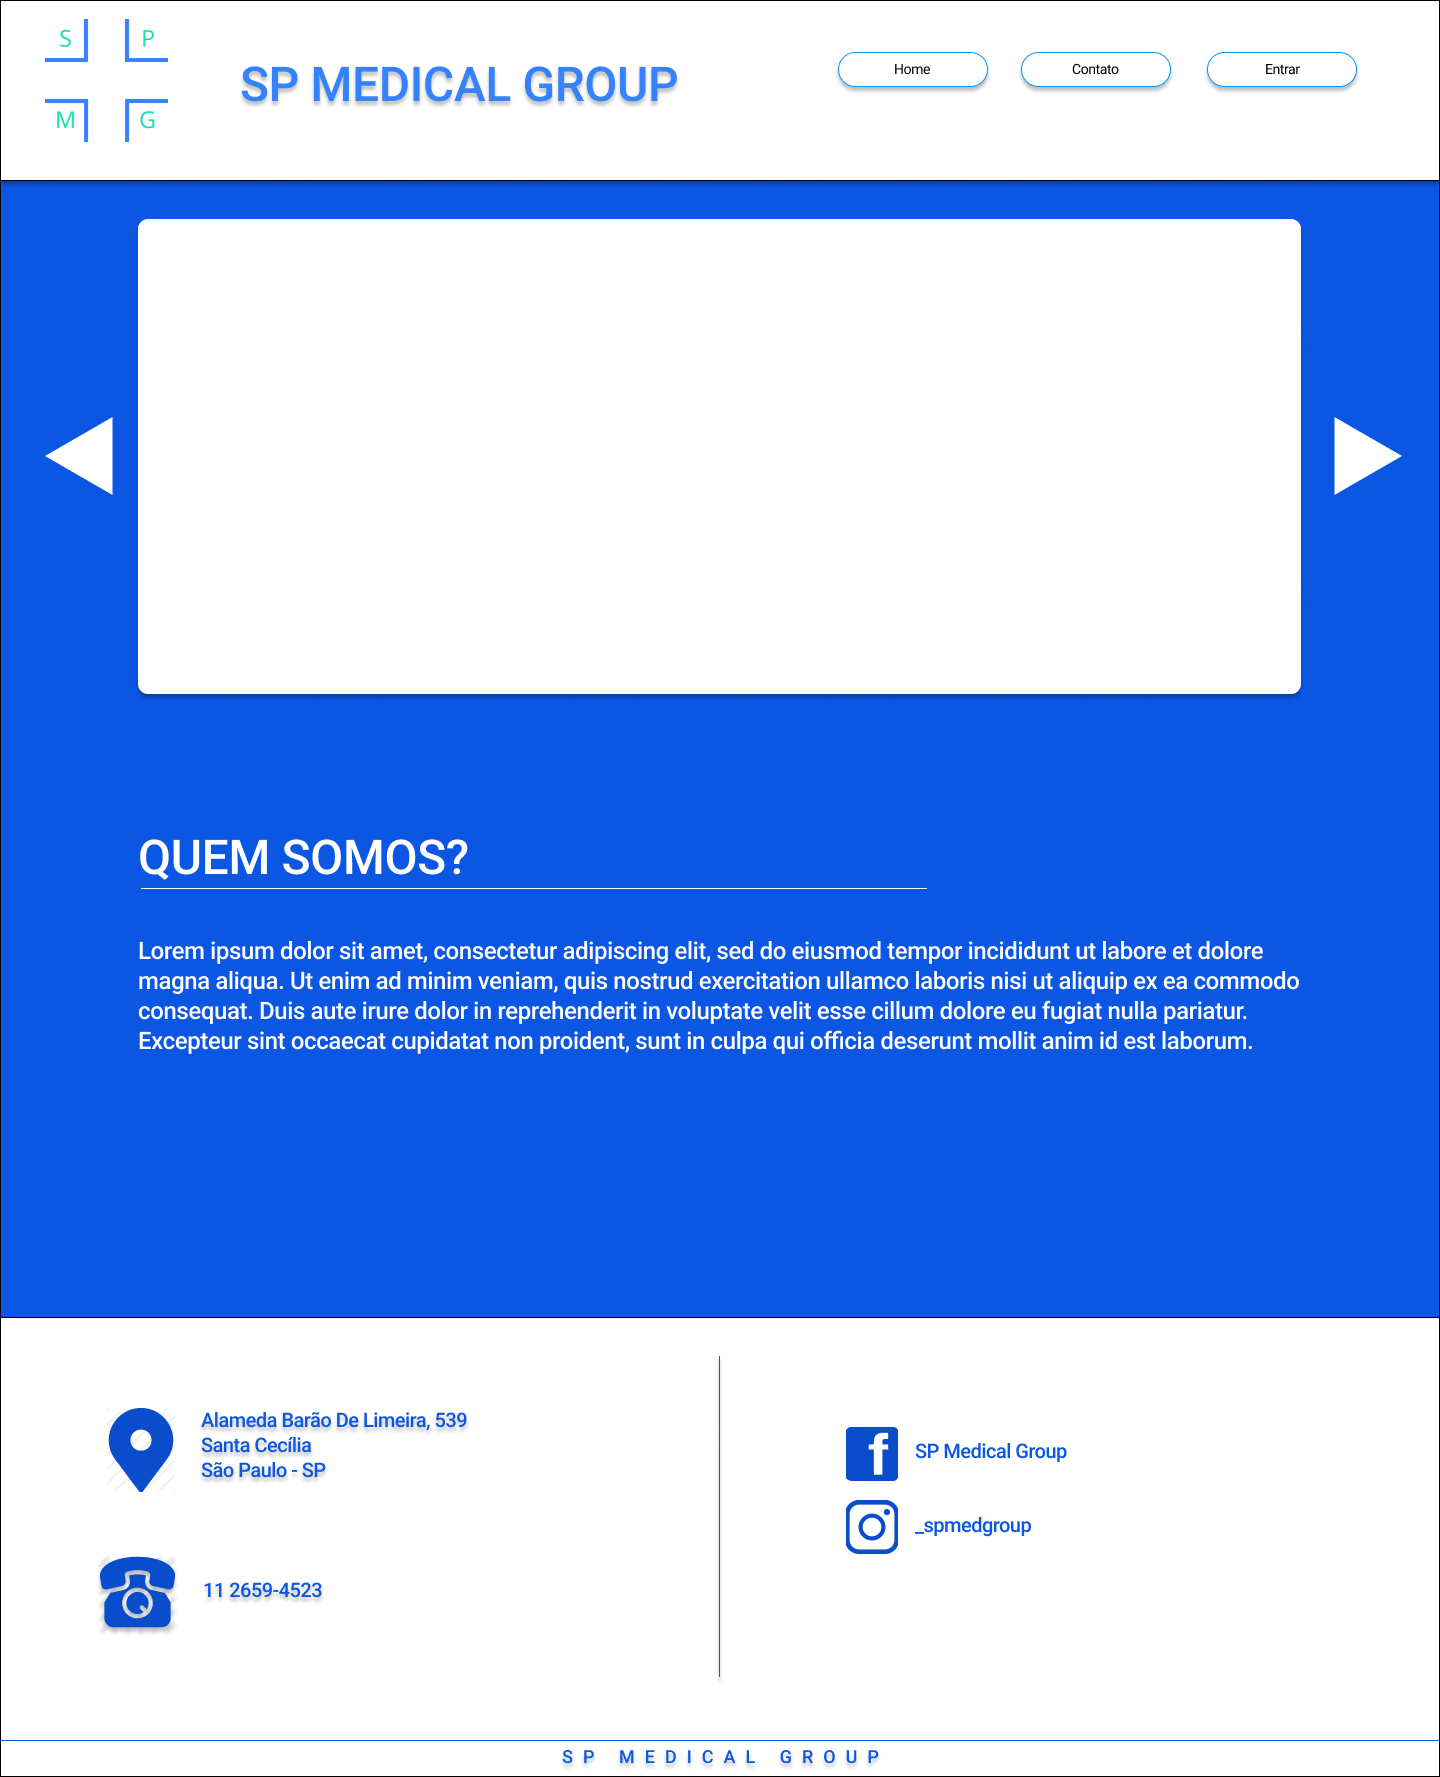 S P
M G
SP MEDICAL GROUP
Home
Contato
Entrar
QUEM SOMOS?
Lorem ipsum dolor sit amet, consectetur adipiscing elit, sed do eiusmod tempor incididunt ut labore et dolore
magna aliqua. Ut enim ad minim veniam, quis nostrud exercitation ullamco laboris nisi ut aliquip ex ea commodo
consequat. Duis aute irure dolor in reprehenderit in voluptate velit esse cillum dolore eu fugiat nulla pariatur.
Excepteur sint occaecat cupidatat non proident, sunt in culpa qui officia deserunt mollit anim id est laborum.
Alameda Barão De Limeira, 539
Santa Cecília
São Paulo - SP
11 2659-4523
SP Medical Group
_spmedgroup
SP MEDICAL GROUP